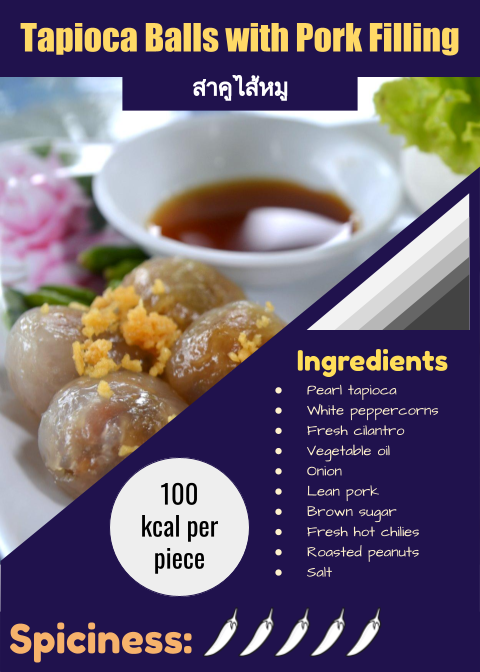 Tapioca Balls with Pork Filling
สาคูไส้หมู
Ingredients
Pearl tapioca
White peppercorns
Fresh cilantro
Vegetable oil
Onion
Lean pork
Brown sugar
Fresh hot chilies
Roasted peanuts
Salt
100
kcal per
piece
Spiciness: